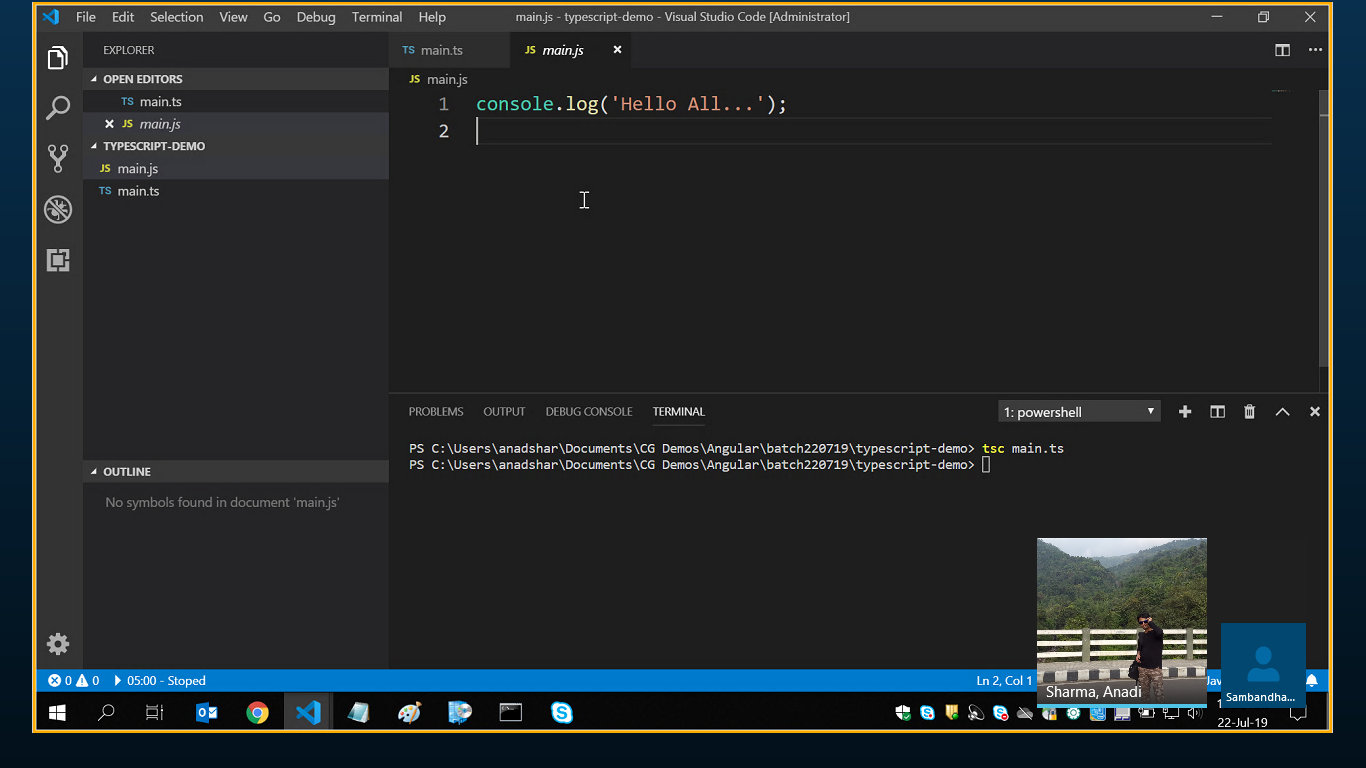 File Edit Selection View Go Debug Terminal Help
main.js - typescript-demo - Visual Studio Code [Administrator]
EXPLORER
OPEN EDITORS
TS main.ts
JS main.js
TYPESCRIPT-DEMO
JS main.js
TS main.ts
OUTLINE
No symbols found in document 'main.js'
TS main.ts
JS main.js
JS main.js
1 console.log('Hello All...');
2
PROBLEMS OUTPUT DEBUG CONSOLE TERMINAL
1: powershell
PS C:\Users\anadshar\Documents\CG Demos\Angular\batch220719\typescript-demo> tsc main.ts
PS C:\Users\anadshar\Documents\CG Demos\Angular\batch220719\typescript-demo>
Sharma, Anadi
Sambandha...
0 0 05:00 - Stoped
Ln 2, Col 1
22-Jul-19